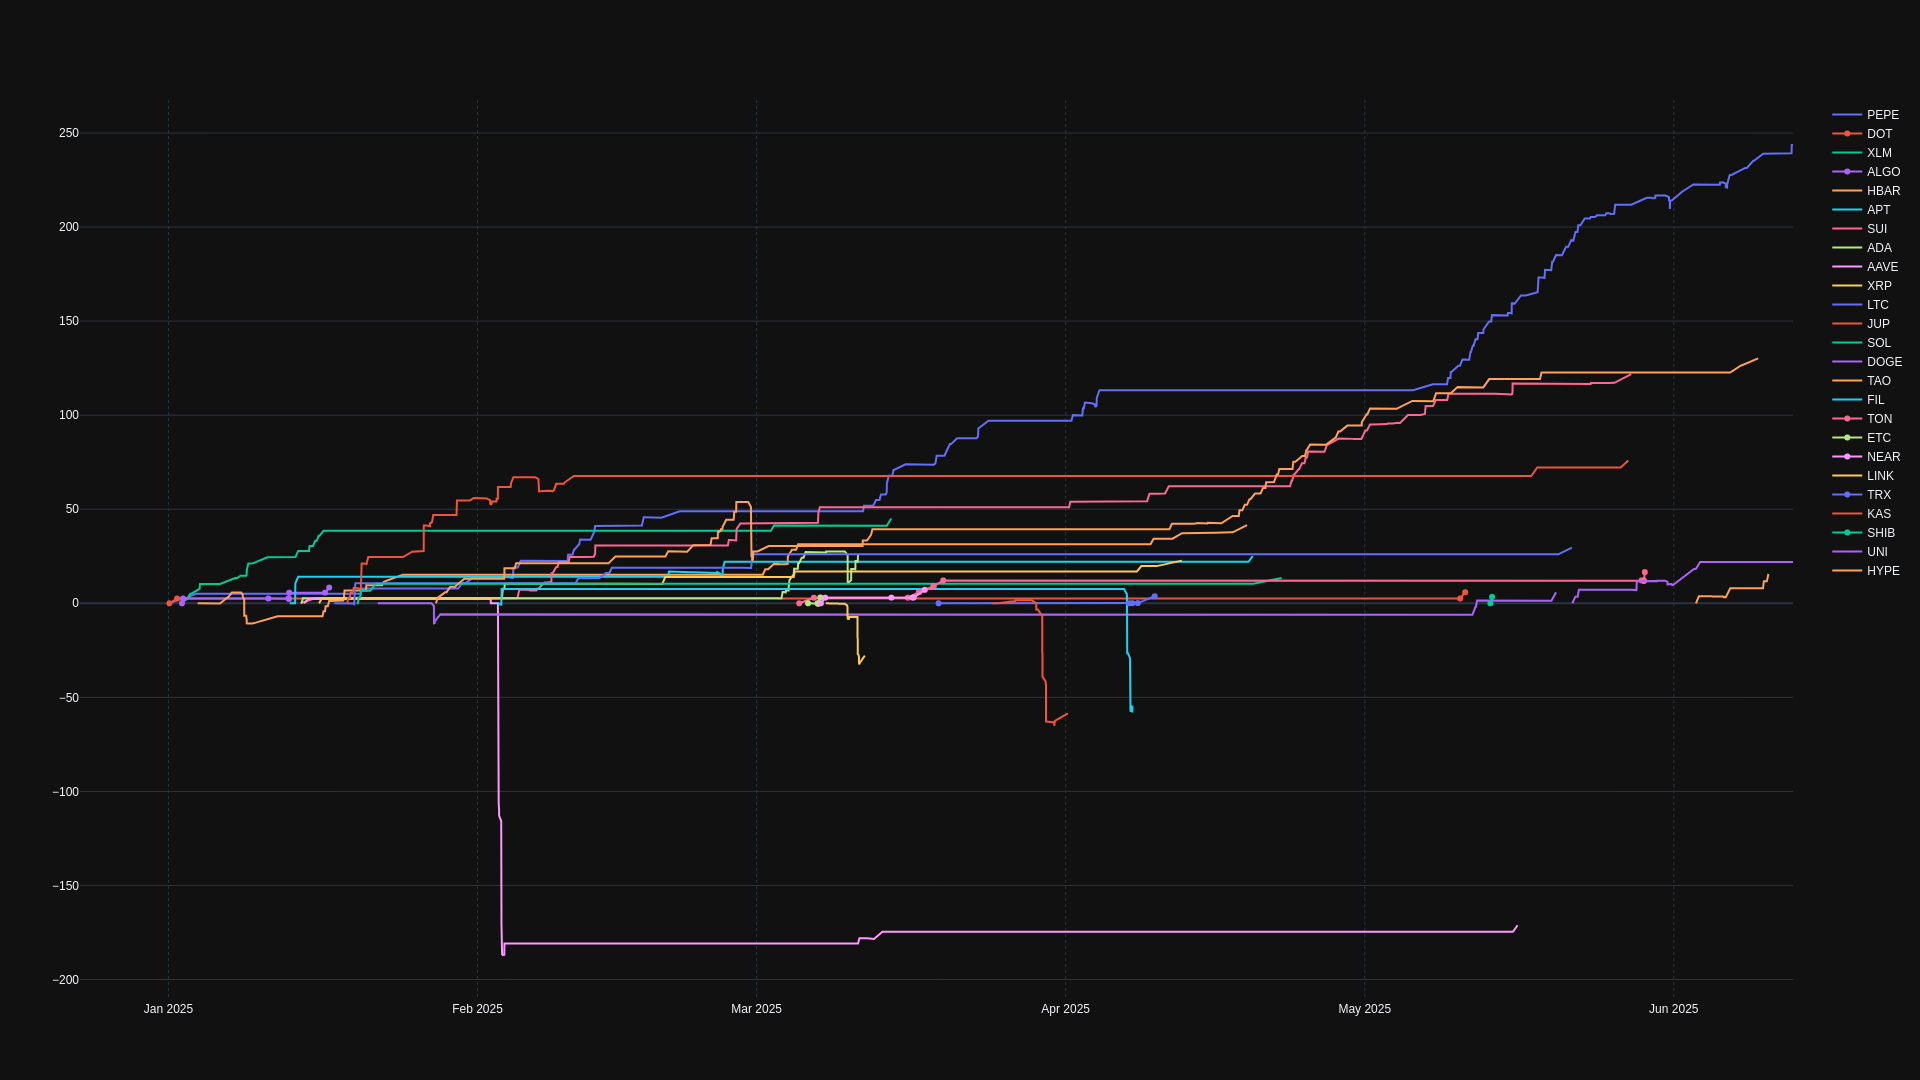 250
200
150
100
50
0
−50
−100
−150
−200
Jan 2025
Feb 2025
Mar 2025
Apr 2025
May 2025
Jun 2025
PEPE
DOT
XLM
ALGO
HBAR
APT
SUI
ADA
AAVE
XRP
LTC
JUP
SOL
DOGE
TAO
FIL
TON
ETC
NEAR
LINK
TRX
KAS
SHIB
UNI
HYPE